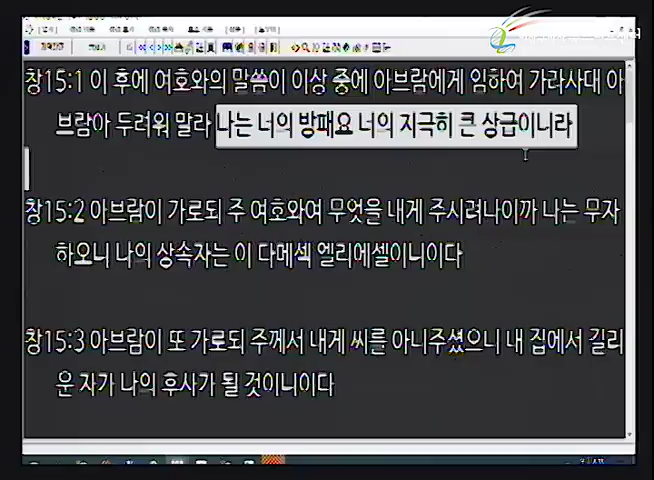 창15:1 이 후에 여호와의 말씀이 이상 중에 아브람에게 임하여 가라사대 아
브람아 두려워 말라 나는 너의 방패요 너의 지극히 큰 상급이니라
창15:2 아브람이 가로되 주 여호와여 무엇을 내게 주시려나이까 나는 무자
하오니 나의 상속자는 이 다메섹 엘리에셀이니이다
창15:3 아브람이 또 가로되 주께서 내게 씨를 아니주셨으니 내 집에서 길리
운 자가 나의 후사가 될 것이니이다